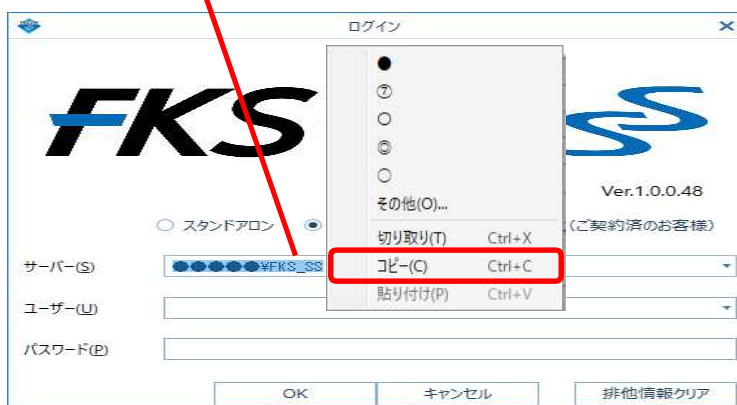 ログイン
FKS
SS
Ver.1.0.0.48
スタンドアロン
(ご契約済のお客様)
サーバー(S)
●●●●●¥FKS_SS
ユーザー(U)
パスワード(P)
OK
キャンセル
排他情報クリア
●
⑦
○
◎
○
その他(O)...
切り取り(T) Ctrl+X
コピー(C) Ctrl+C
貼り付け(P) Ctrl+V